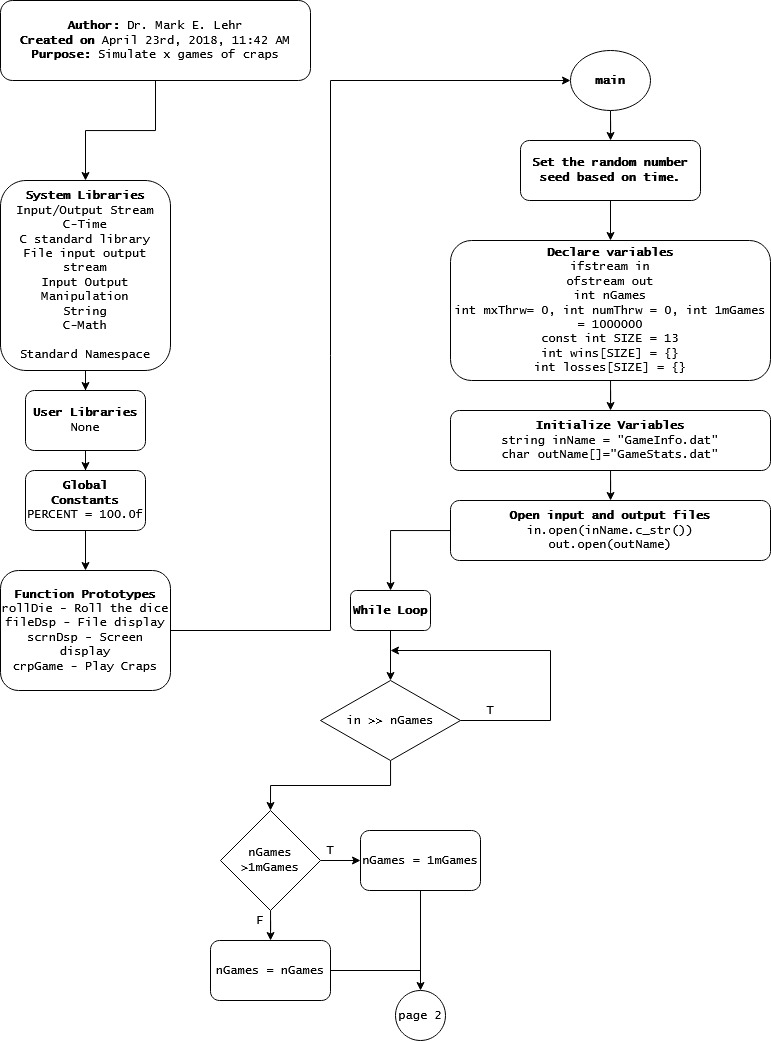 Author: Dr. Mark E. Lehr
Created on April 23rd, 2018, 11:42 AM
Purpose: Simulate x games of craps
System Libraries
Input/Output Stream
C-Time
C standard library
File input output
stream
Input Output
Manipulation
String
C-Math
Standard Namespace
User Libraries
None
Global
Constants
PERCENT = 100.0f
Function Prototypes
rollDie - Roll the dice
fileDsp - File display
scrnDsp - Screen
display
crpGame - Play Craps
main
Set the random number
seed based on time.
Declare variables
ifstream in
ofstream out
int nGames
int mxThrw= 0, int numThrw = 0, int 1mGames
= 1000000
const int SIZE = 13
int wins[SIZE] = {}
int losses[SIZE] = {}
Initialize Variables
string inName = "GameInfo.dat"
char outName[]="GameStats.dat"
Open input and output files
in.open(inName.c_str())
out.open(outName)
While Loop
in >> nGames
T
nGames
>1mGames
T
nGames = 1mGames
F
nGames = nGames
page 2